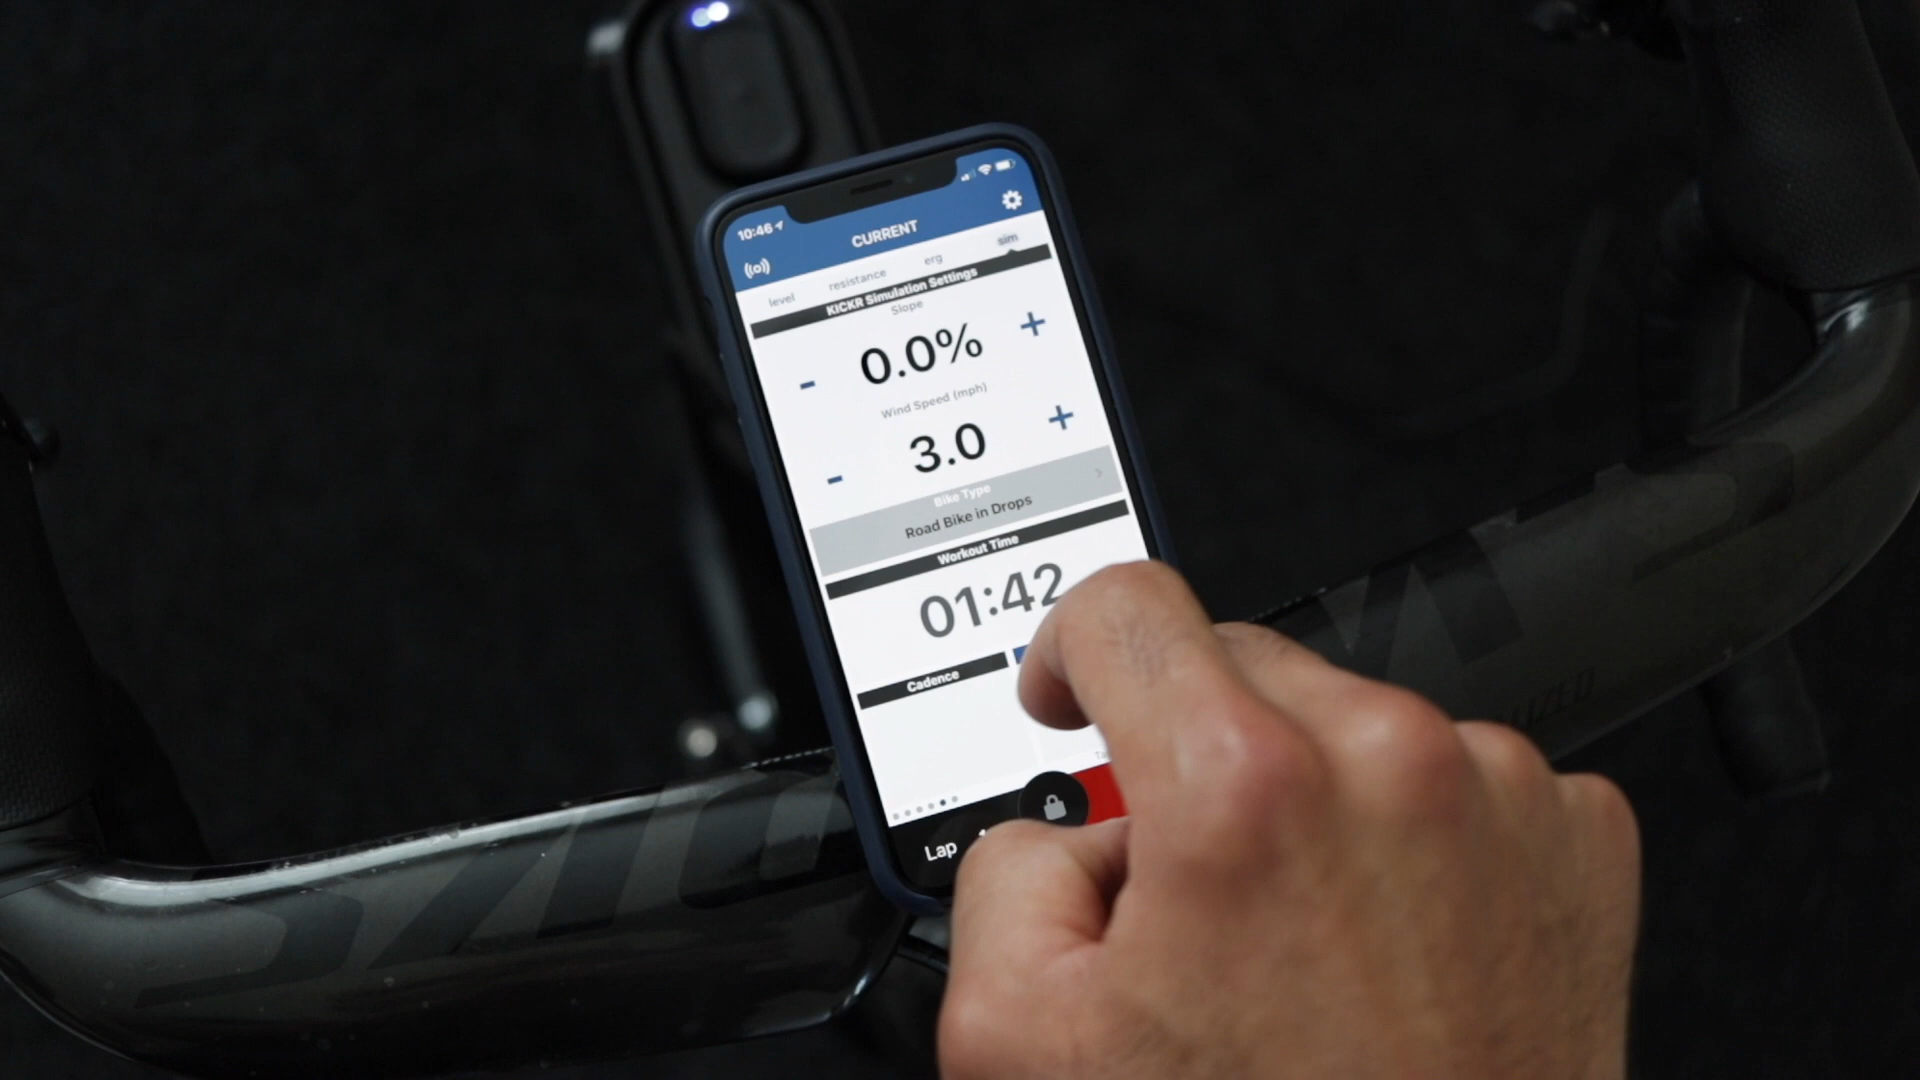 10:46
CURRENT
level resistance erg sim
KICKR Simulation Settings
Slope
- 0.0% +
Wind Speed (mph)
- 3.0 +
Bike Type
Road Bike in Drops
Workout Time
01:42
Cadence
Lap